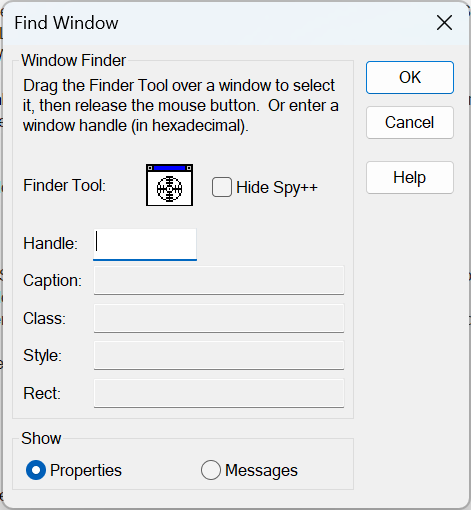 Find Window
Window Finder
Drag the Finder Tool over a window to select
it, then release the mouse button.  Or enter a
window handle (in hexadecimal).
OK
Cancel
Help
Finder Tool:
Hide Spy++
Handle:
Caption:
Class:
Style:
Rect:
Show
Properties
Messages